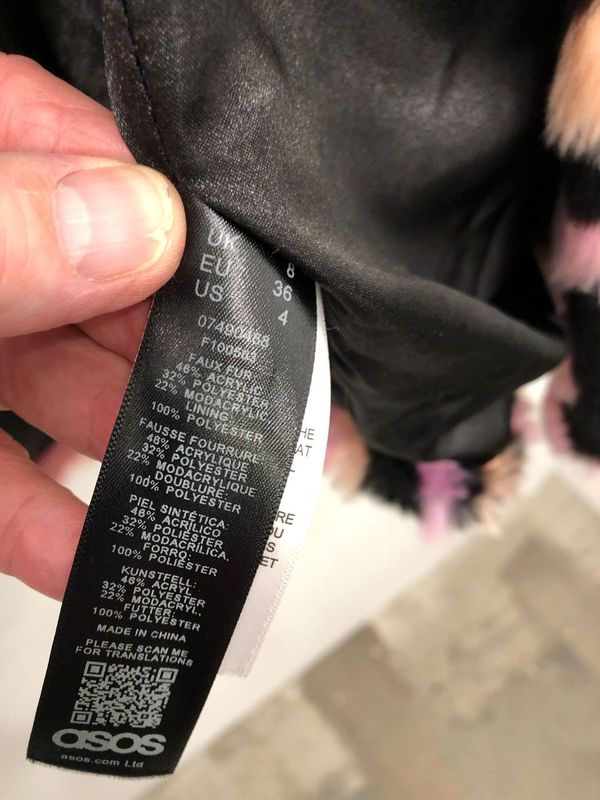 UK 8
EU 36
US 4
07490468
F100563
FAUX FUR:
46% ACRYLIC
32% POLYESTER
22% MODACRYLIC
LINING:
100% POLYESTER
FAUSSE FOURRURE:
46% ACRYLIQUE
32% POLYESTER
22% MODACRYLIQUE
DOUBLURE:
100% POLYESTER
PIEL SINTÉTICA:
46% ACRÍLICO
32% POLIÉSTER
22% MODACRÍLICA,
FORRO:
100% POLIÉSTER
KUNSTFELL:
46% ACRYL
32% POLYESTER
22% MODACRYL,
FUTTER:
100% POLYESTER
MADE IN CHINA
PLEASE SCAN ME
FOR TRANSLATIONS
asos
asos.com Ltd